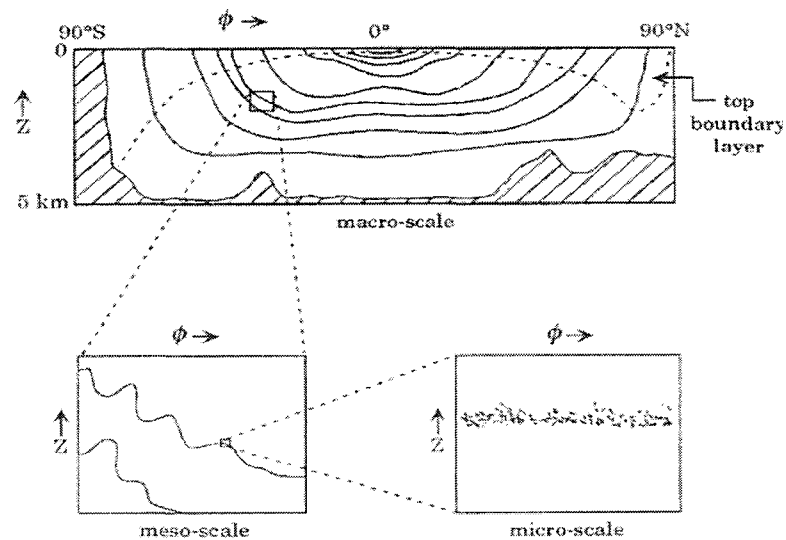 ϕ →
90°S 0° 90°N
0
↑
Z
top
boundary
layer
5 km
macro-scale
ϕ →
ϕ →
↑
Z
↑
Z
meso-scale
micro-scale